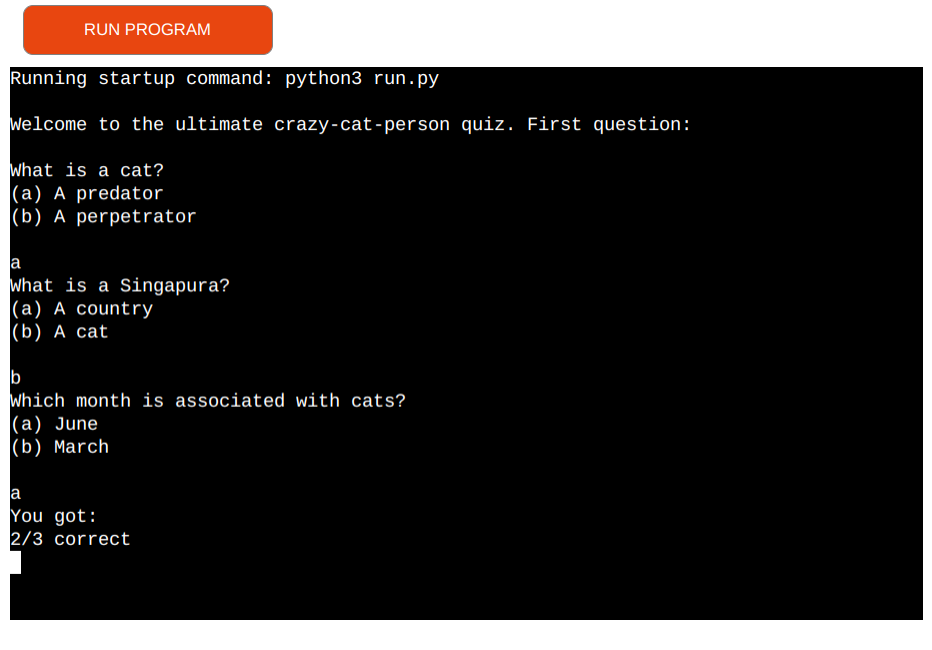 RUN PROGRAM
Running startup command: python3 run.py
Welcome to the ultimate crazy-cat-person quiz. First question:
What is a cat?
(a) A predator
(b) A perpetrator
a
What is a Singapura?
(a) A country
(b) A cat
b
Which month is associated with cats?
(a) June
(b) March
a
You got:
2/3 correct